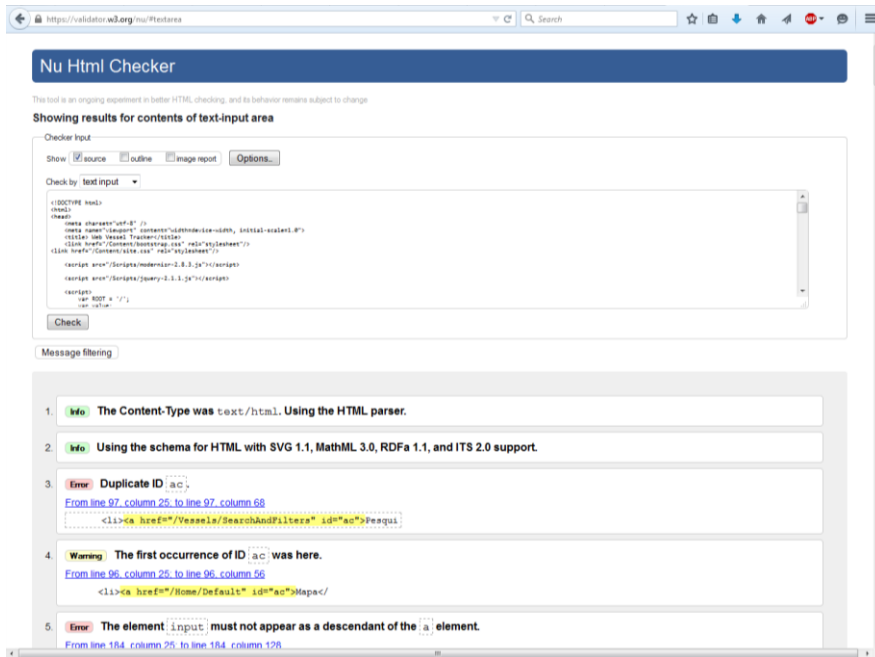 https://validator.w3.org/nu/#textarea
Search
ABP
Nu Html Checker
This tool is an ongoing experiment in better HTML checking, and its behavior remains subject to change
Showing results for contents of text-input area
Checker Input
Show source outline image report Options...
Check by text input
<!DOCTYPE html>
<html>
<head>
<meta charset="utf-8" />
<meta name="viewport" content="width=device-width, initial-scale=1.0">
<title> Web Vessel Tracker</title>
<link href="/Content/bootstrap.css" rel="stylesheet"/>
<link href="/Content/site.css" rel="stylesheet"/>
<script src="/Scripts/modernizr-2.8.3.js"></script>
<script src="/Scripts/jquery-2.1.1.js"></script>
<script>
var ROOT = '/';
var value;
Check
Message filtering
1. Info The Content-Type was text/html. Using the HTML parser.
2. Info Using the schema for HTML with SVG 1.1, MathML 3.0, RDFa 1.1, and ITS 2.0 support.
3. Error Duplicate ID ac.
From line 97, column 25; to line 97, column 68
<li><a href="/Vessels/SearchAndFilters" id="ac">Pesqui
4. Warning The first occurrence of ID ac was here.
From line 96, column 25; to line 96, column 56
<li><a href="/Home/Default" id="ac">Mapa</
5. Error The element input must not appear as a descendant of the a element.
From line 184, column 25; to line 184, column 128